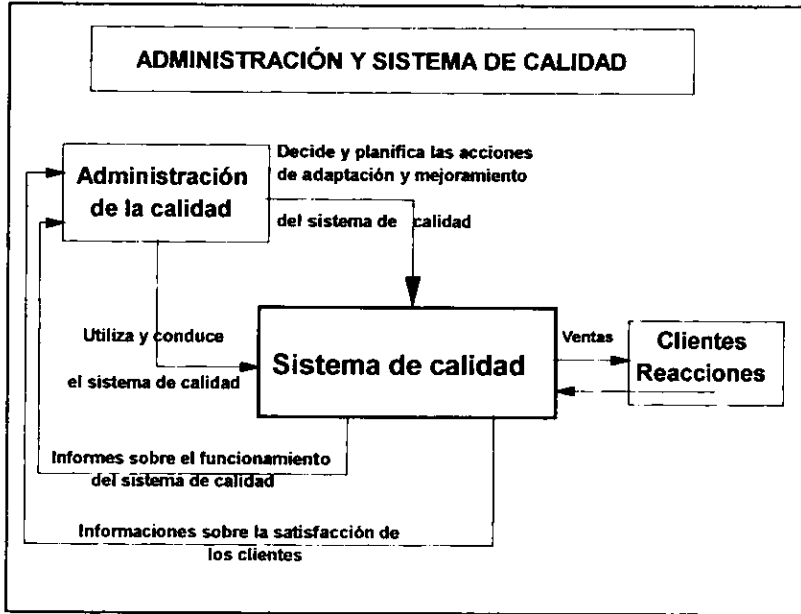 ADMINISTRACIÓN Y SISTEMA DE CALIDAD
Administración
de la calidad
Decide y planifica las acciones
de adaptación y mejoramiento
del sistema de calidad
Utiliza y conduce
el sistema de calidad
Sistema de calidad
Ventas
Clientes
Reacciones
Informes sobre el funcionamiento
del sistema de calidad
Informaciones sobre la satisfacción de
los clientes